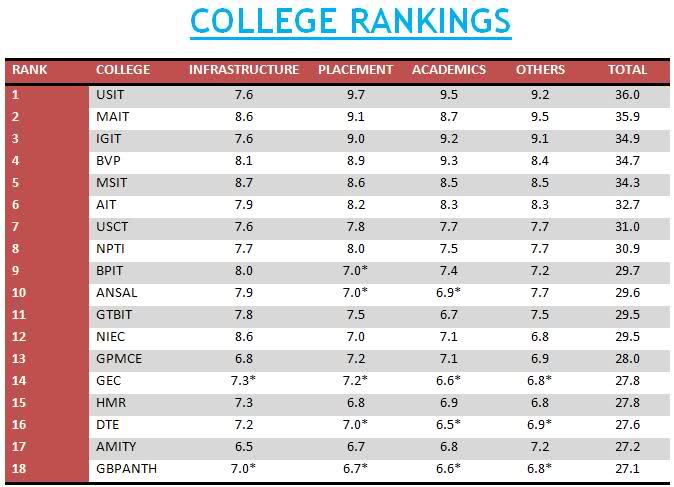 COLLEGE RANKINGS
RANK COLLEGE INFRASTRUCTURE PLACEMENT ACADEMICS OTHERS TOTAL
1 USIT 7.6 9.7 9.5 9.2 36.0
2 MAIT 8.6 9.1 8.7 9.5 35.9
3 IGIT 7.6 9.0 9.2 9.1 34.9
4 BVP 8.1 8.9 9.3 8.4 34.7
5 MSIT 8.7 8.6 8.5 8.5 34.3
6 AIT 7.9 8.2 8.3 8.3 32.7
7 USCT 7.6 7.8 7.7 7.7 31.0
8 NPTI 7.7 8.0 7.5 7.7 30.9
9 BPIT 8.0 7.0* 7.4 7.2 29.7
10 ANSAL 7.9 7.0* 6.9* 7.7 29.6
11 GTBIT 7.8 7.5 6.7 7.5 29.5
12 NIEC 8.6 7.0 7.1 6.8 29.5
13 GPMCE 6.8 7.2 7.1 6.9 28.0
14 GEC 7.3* 7.2* 6.6* 6.8* 27.8
15 HMR 7.3 6.8 6.9 6.8 27.8
16 DTE 7.2 7.0* 6.5* 6.9* 27.6
17 AMITY 6.5 6.7 6.8 7.2 27.2
18 GBPANTH 7.0* 6.7* 6.6* 6.8* 27.1